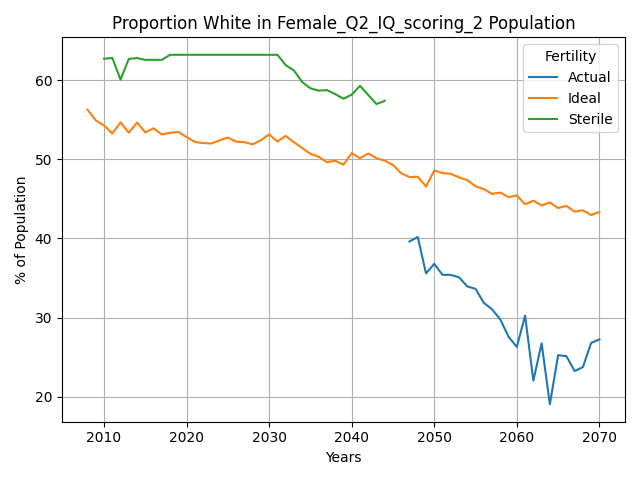 Proportion White in Female_Q2_IQ_scoring_2 Population
Fertility
Actual
Ideal
Sterile
% of Population
60
50
40
30
20
2010 2020 2030 2040 2050 2060 2070
Years